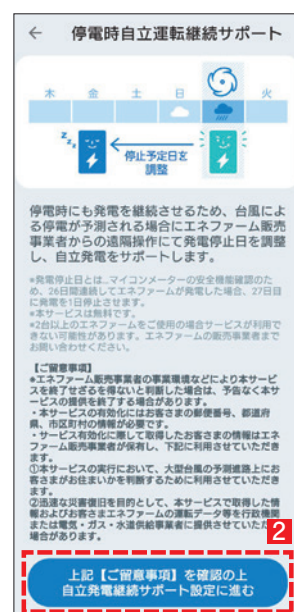 ← 停電時自立運転継続サポート
木 金 土 日 火
z z z
停止予定日を
調整
停電時にも発電を継続させるため、台風によ
る停電が予測される場合にエネファーム販売
事業者からの遠隔操作にて発電停止日を調整
し、自立発電をサポートします。
*発電停止日とは…マイコンメーターの安全機能確認のた
め、26日間連続してエネファームが発電した場合、27日目
に発電を1日停止させます。
*本サービスは無料です。
*2台以上のエネファームをご使用の場合サービスが利用で
きない可能性があります。エネファームの販売事業者まで
お問い合わせください。
【ご留意事項】
●エネファーム販売事業者の事業環境などにより本サービ
スを終了せざるを得ないと判断した場合は、予告なく本サ
ービスの提供を終了する場合があります。
・本サービスの有効化にはお客さまの郵便番号、都道府
県、市区町村の情報が必要です。
・サービス有効化に際して取得したお客さまの情報はエネ
ファーム販売事業者が保有し、下記に利用させていただき
ます。
①本サービスの実行において、大型台風の予測進路上にお
客さまがお住まいかを判断するために利用させていただき
ます。
②迅速な災害復旧を目的として、本サービスで取得した情
報およびお客さまエネファームの運転データ等を行政機関
または電気・ガス・水道供給事業者に提供させていただ
場合があります。
2
上記【ご留意事項】を確認の上
自立発電継続サポート設定に進む